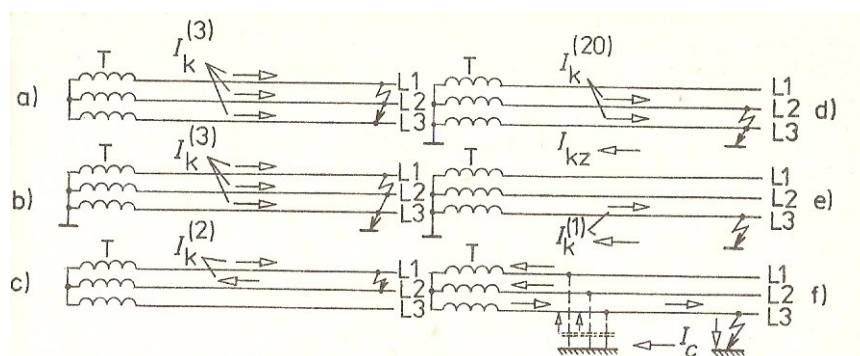 a)
T
I_k^(3)
L1
L2
L3
b)
T
I_k^(3)
L1
L2
L3
c)
T
I_k^(2)
L1
L2
L3
d)
T
I_k^(20)
L1
L2
L3
I_kz
e)
T
L1
L2
L3
I_k^(1)
f)
T
L1
L2
L3
I_c